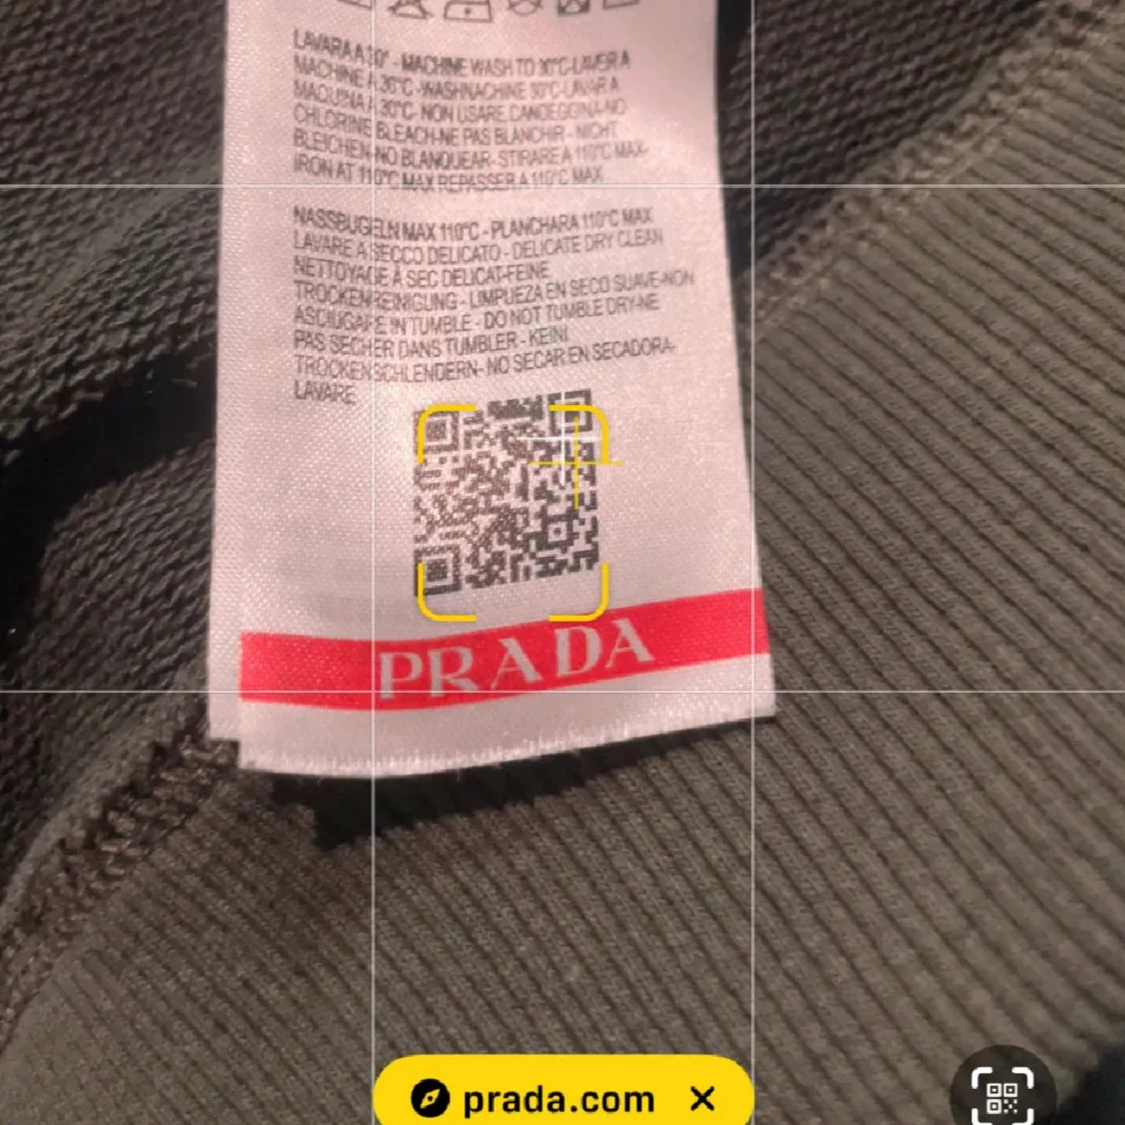 LAVARA A 30° - MACHINE WASH TO 30°C-LAVER A
MACHINE A 30°C -WASHNACHINE 30°C-LAVAR A
MAQUINA A 30°C- NON USARE CANDEGGINA-NO
CHLORINE BLEACH-NE PAS BLANCHIR - NICHT
BLEICHEN-NO BLANQUEAR- STIRARE A 110°C MAX-
IRON AT 110°C MAX REPASSER A 110°C MAX
NASSBUGELN MAX 110°C - PLANCHAR A 110°C MAX
LAVARE A SECCO DELICATO - DELICATE DRY CLEAN
NETTOYAGE À SEC DELICAT-FEINE
TROCKENREINIGUNG - LIMPUEZA EN SECO SUAVE-NON
ASCIUGARE IN TUMBLE - DO NOT TUMBLE DRY-NE
PAS SECHER DANS TUMBLER - KEINI
TROCKENSCHLENDERN- NO SECAR EN SECADORA-
LAVARE
PRADA
prada.com